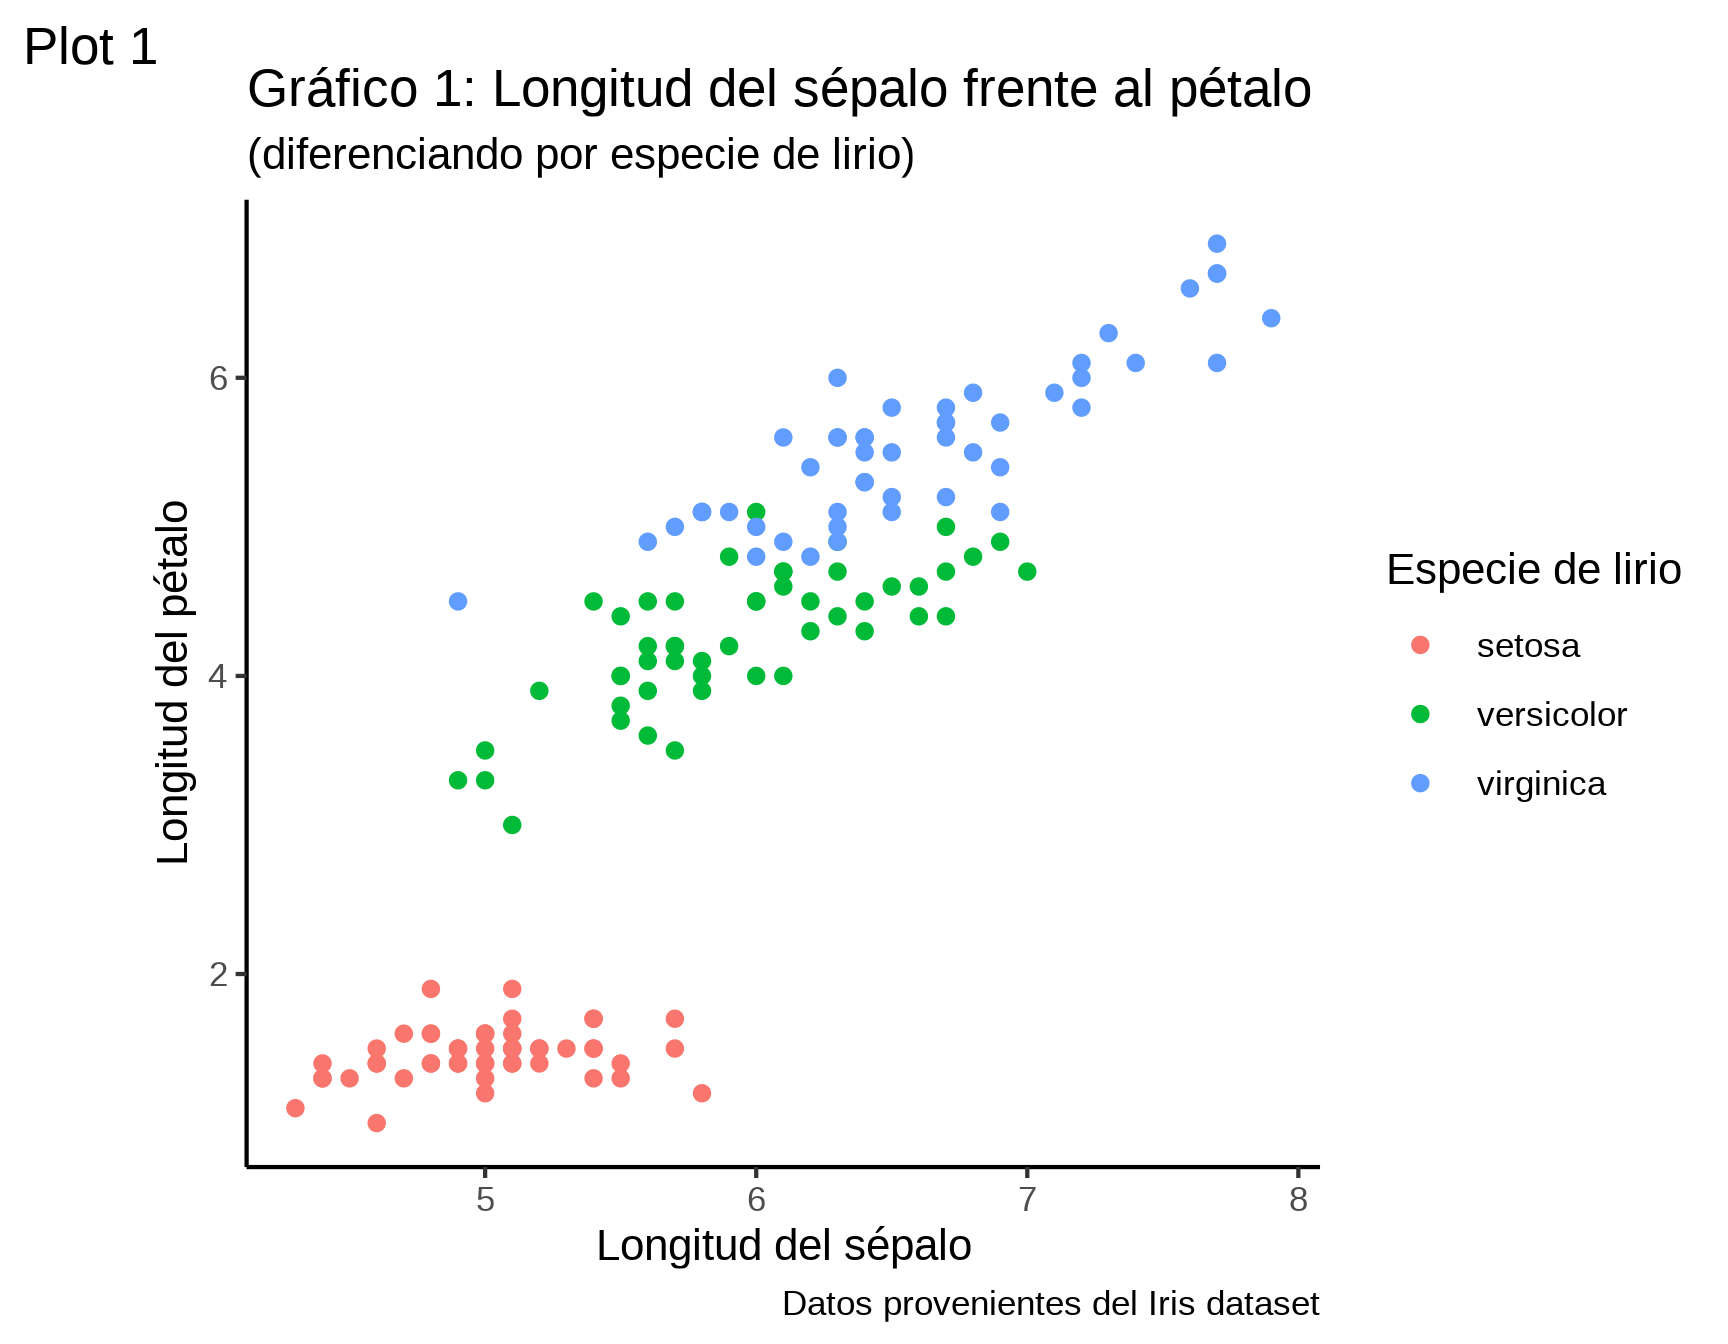 Plot 1
Gráfico 1: Longitud del sépalo frente al pétalo
(diferenciando por especie de lirio)
Longitud del pétalo
6
4
2
5 6 7 8
Longitud del sépalo
Especie de lirio
setosa
versicolor
virginica
Datos provenientes del Iris dataset